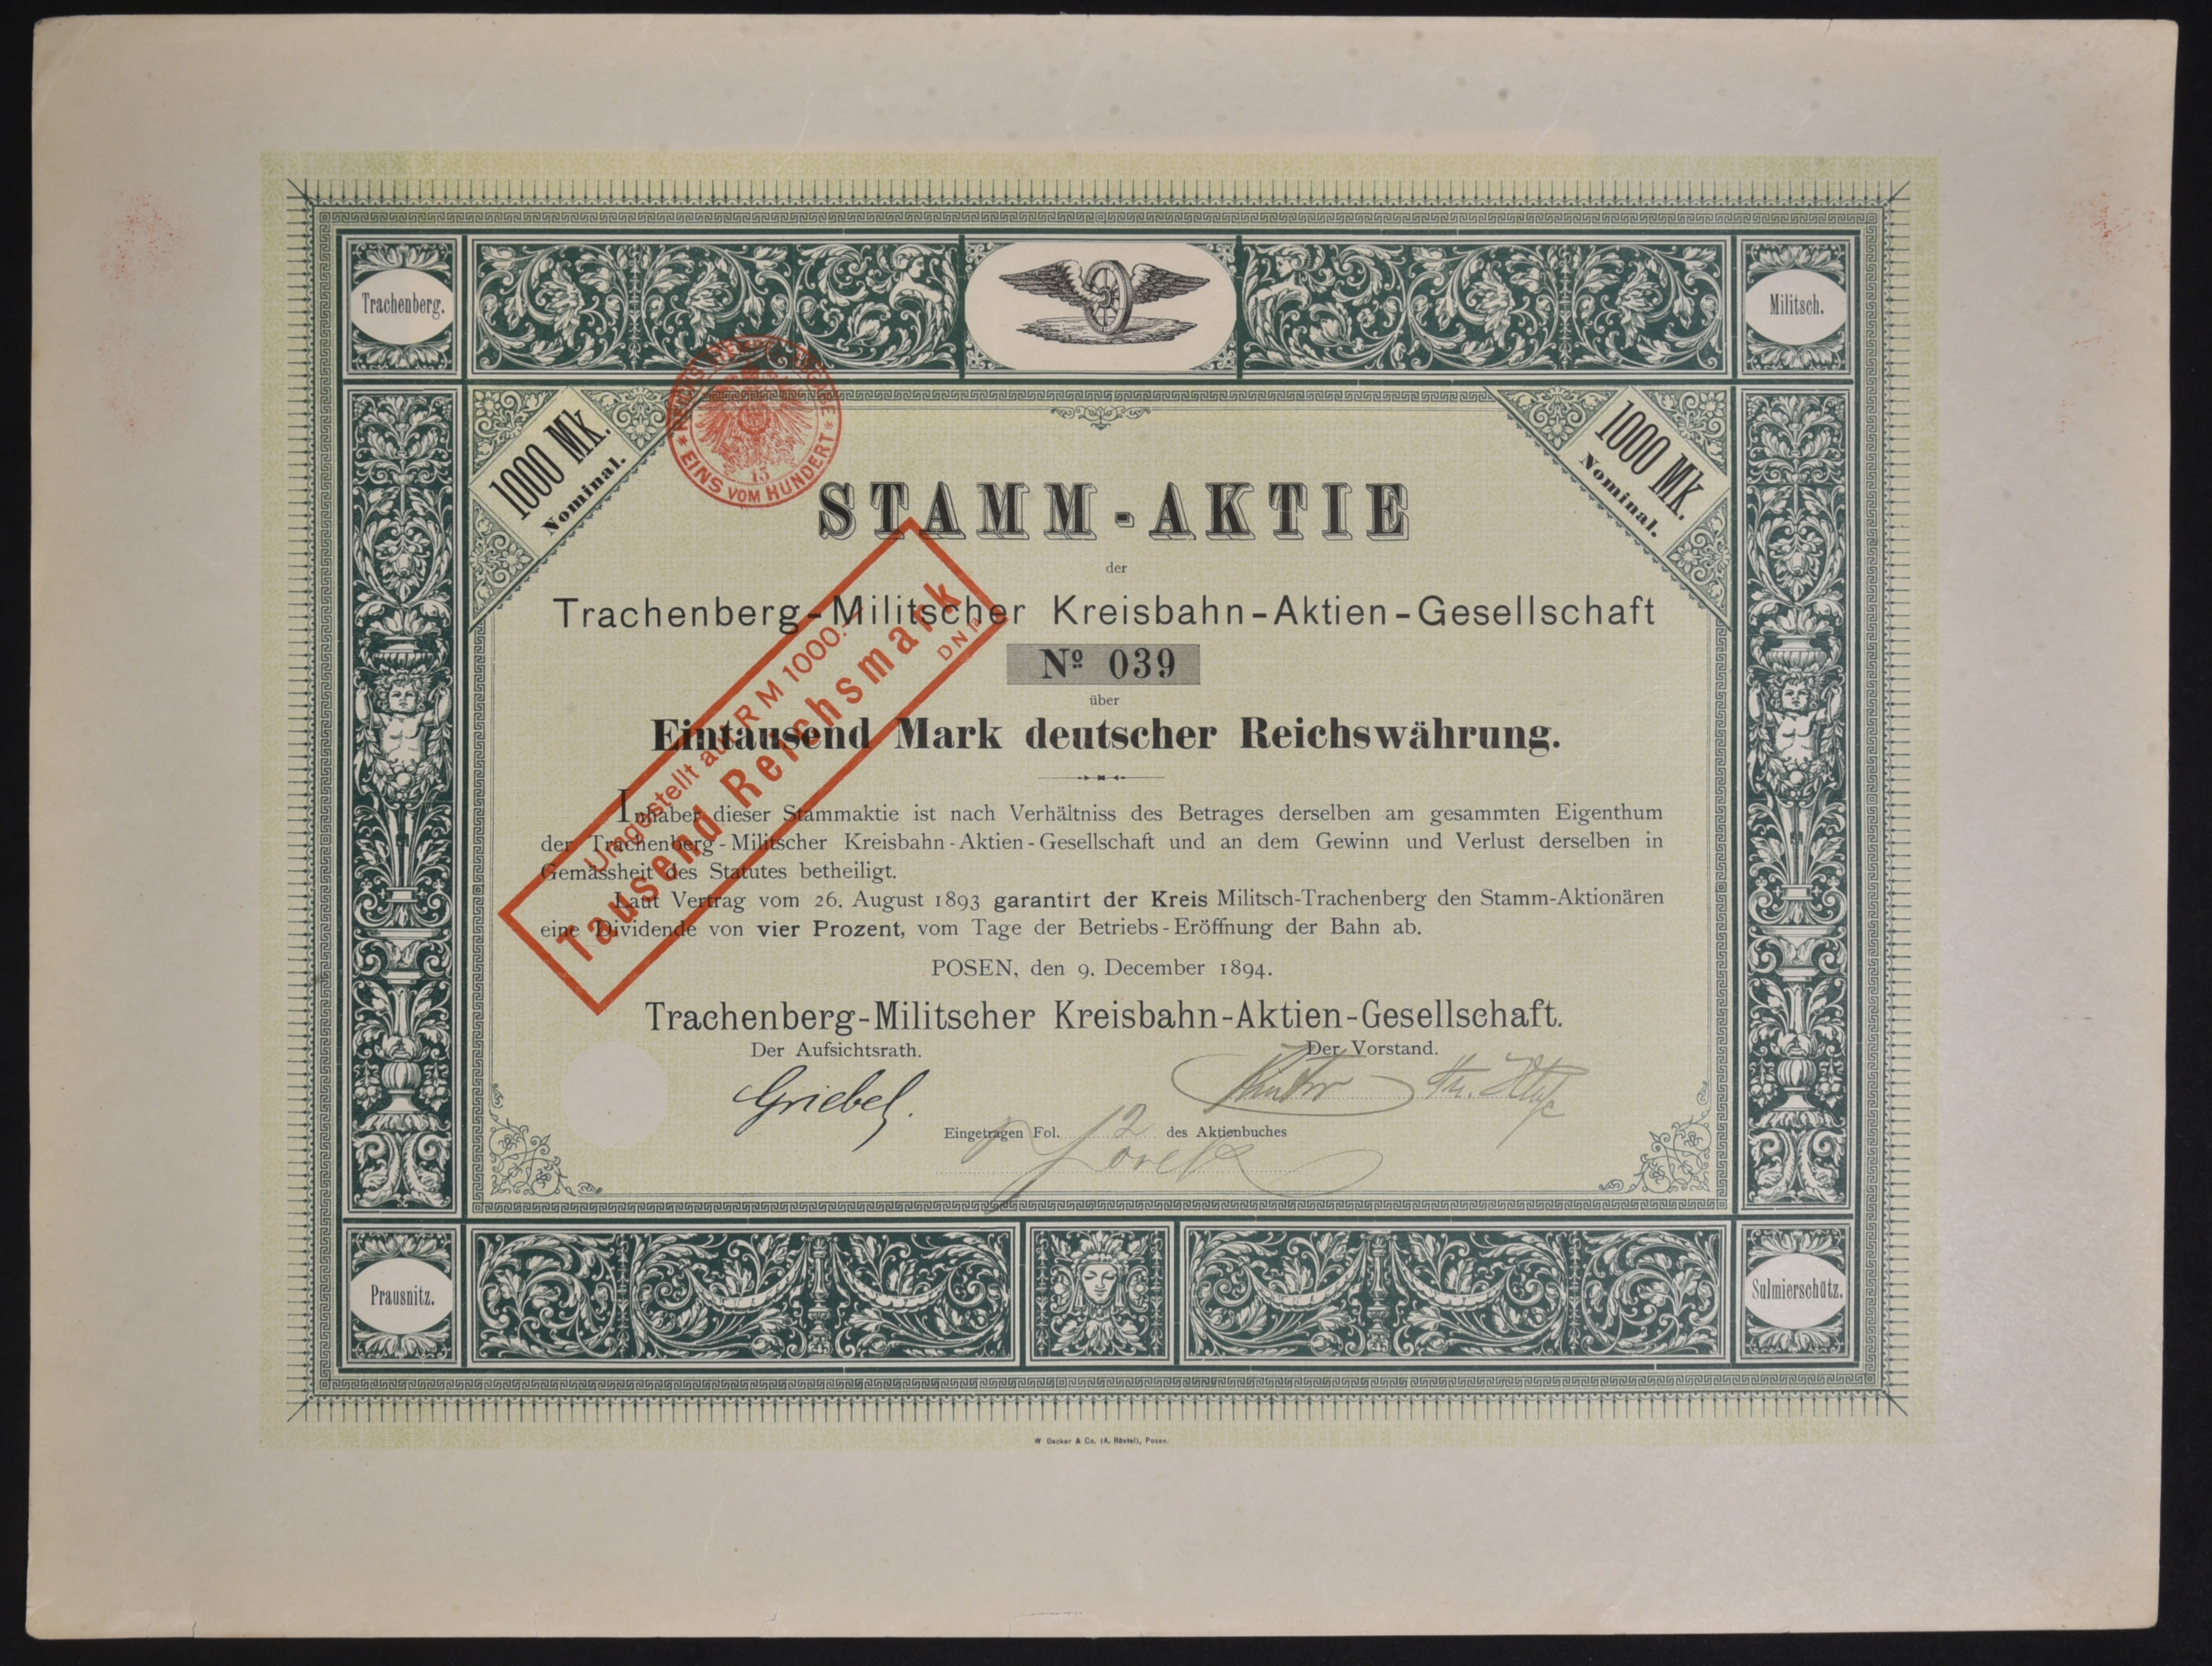 Trachenberg.
Militsch.
1000 Mk.
Nominal.
1000 Mk.
Nominal.
EINS VOM HUNDERT
13
STAMM-AKTIE
der
Trachenberg-Militscher Kreisbahn-Aktien-Gesellschaft
Nº 039
über
Eintausend Mark deutscher Reichswährung.
Umgestellt auf R M 1000.-
Tausend Reichsmark
DN Iª
Inhaber dieser Stammaktie ist nach Verhältniss des Betrages derselben am gesammten Eigenthum
der Trachenberg-Militscher Kreisbahn-Aktien-Gesellschaft und an dem Gewinn und Verlust derselben in
Gemässheit des Statutes betheiligt.
Laut Vertrag vom 26. August 1893 garantirt der Kreis Militsch-Trachenberg den Stamm-Aktionären
eine Dividende von vier Prozent, vom Tage der Betriebs-Eröffnung der Bahn ab.
POSEN, den 9. December 1894.
Trachenberg-Militscher Kreisbahn-Aktien-Gesellschaft.
Der Aufsichtsrath.
Der Vorstand.
Griebel.
Eingetragen Fol. 12 des Aktienbuches
Prausnitz.
Sulmierschütz.
W. Decker & Co. (A. Röstel), Posen.